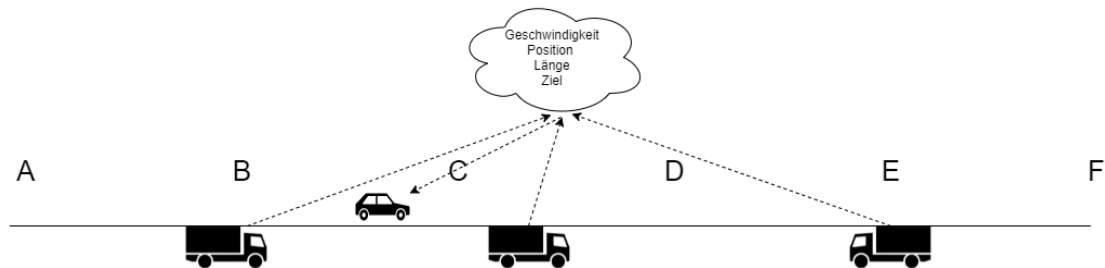 Geschwindigkeit
Position
Länge
Ziel
A B C D E F